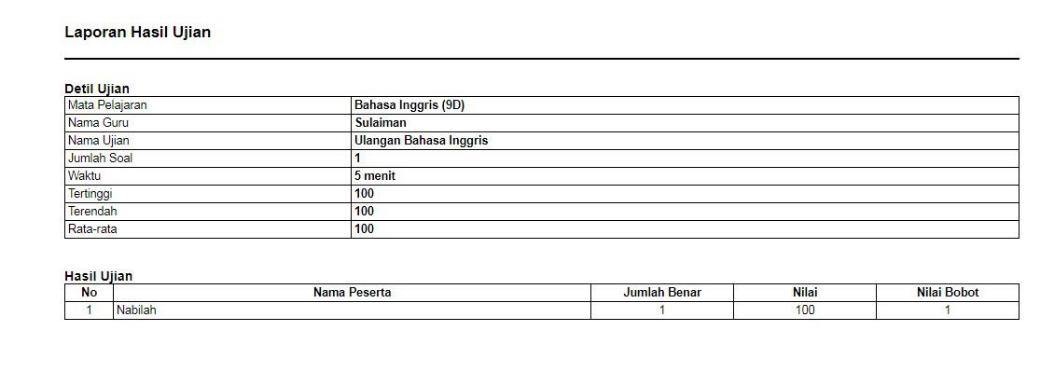 Laporan Hasil Ujian
Detil Ujian
Mata Pelajaran Bahasa Inggris (9D)
Nama Guru Sulaiman
Nama Ujian Ulangan Bahasa Inggris
Jumlah Soal 1
Waktu 5 menit
Tertinggi 100
Terendah 100
Rata-rata 100
Hasil Ujian
No Nama Peserta Jumlah Benar Nilai Nilai Bobot
1 Nabilah 1 100 1